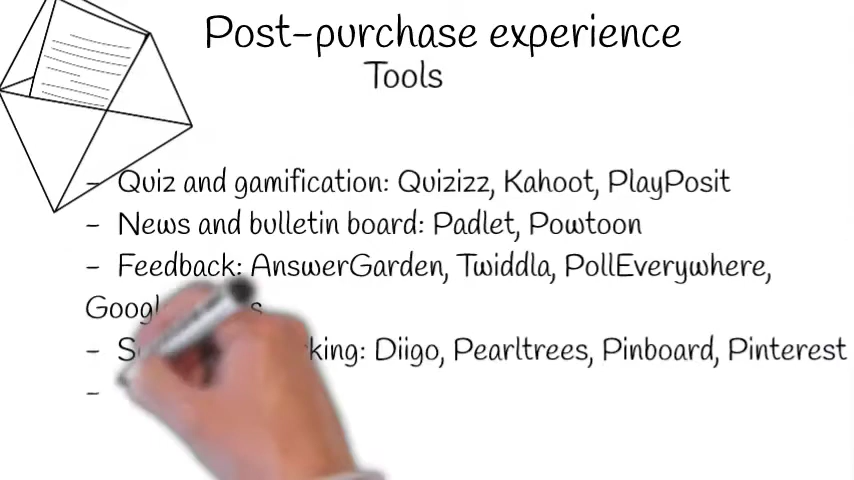 Post-purchase experience
Tools
- Quiz and gamification: Quizizz, Kahoot, PlayPosit
- News and bulletin board: Padlet, Powtoon
- Feedback: AnswerGarden, Twiddla, PollEverywhere,
Google
- Diigo, Pearltrees, Pinboard, Pinterest
-